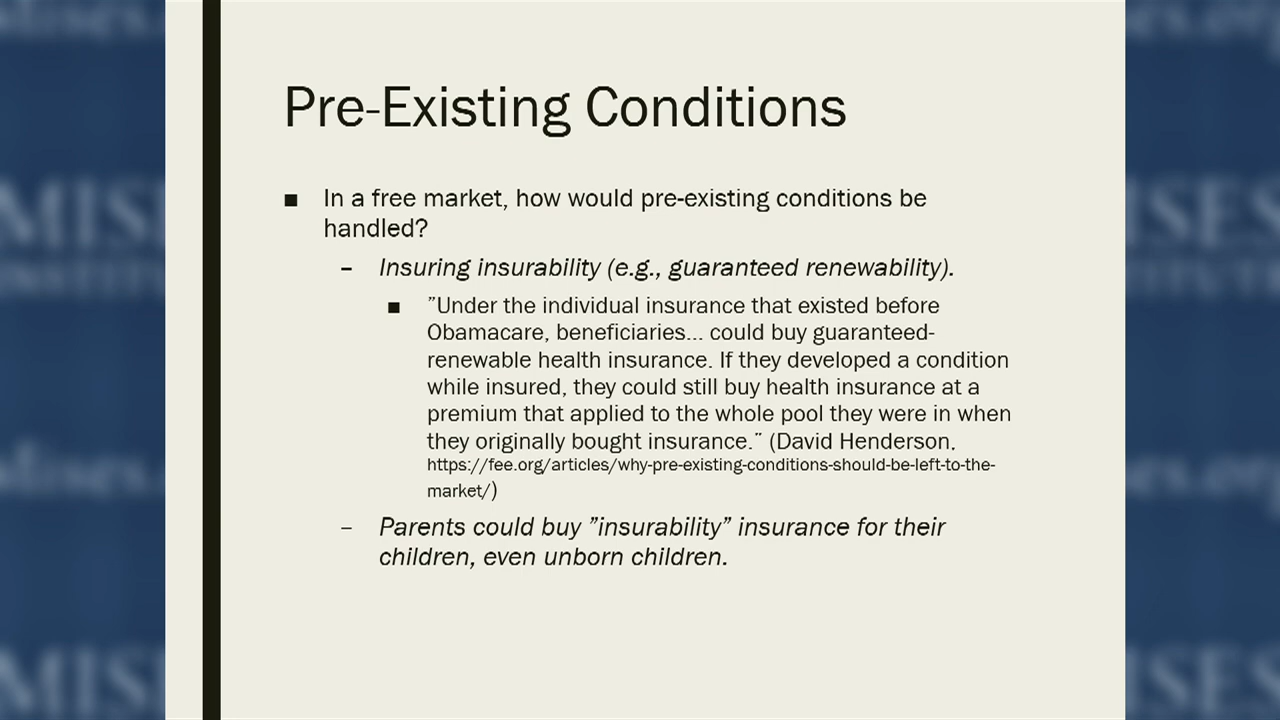 Pre-Existing Conditions
■ In a free market, how would pre-existing conditions be
handled?
– Insuring insurability (e.g., guaranteed renewability).
■ ”Under the individual insurance that existed before
Obamacare, beneficiaries... could buy guaranteed-
renewable health insurance. If they developed a condition
while insured, they could still buy health insurance at a
premium that applied to the whole pool they were in when
they originally bought insurance.” (David Henderson,
https://fee.org/articles/why-pre-existing-conditions-should-be-left-to-the-
market/)
– Parents could buy ”insurability” insurance for their
children, even unborn children.